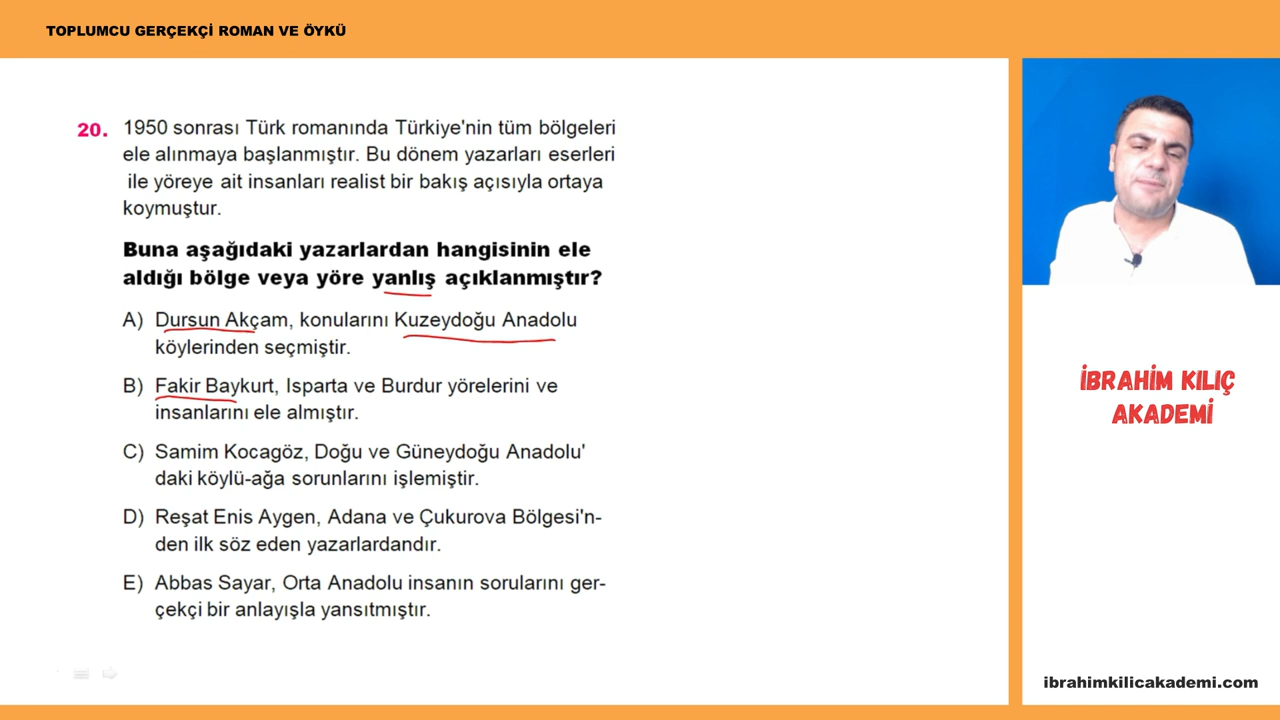 TOPLUMCU GERÇEKÇİ ROMAN VE ÖYKÜ
20. 1950 sonrası Türk romanında Türkiye'nin tüm bölgeleri
ele alınmaya başlanmıştır. Bu dönem yazarları eserleri
ile yöreye ait insanları realist bir bakış açısıyla ortaya
koymuştur.
Buna aşağıdaki yazarlardan hangisinin ele
aldığı bölge veya yöre yanlış açıklanmıştır?
A) Dursun Akçam, konularını Kuzeydoğu Anadolu
köylerinden seçmiştir.
B) Fakir Baykurt, Isparta ve Burdur yörelerini ve
insanlarını ele almıştır.
C) Samim Kocagöz, Doğu ve Güneydoğu Anadolu'
daki köylü-ağa sorunlarını işlemiştir.
D) Reşat Enis Aygen, Adana ve Çukurova Bölgesi'n-
den ilk söz eden yazarlardandır.
E) Abbas Sayar, Orta Anadolu insanın sorularını ger-
çekçi bir anlayışla yansıtmıştır.
İBRAHİM KILIÇ
AKADEMİ
ibrahimkilicakademi.com